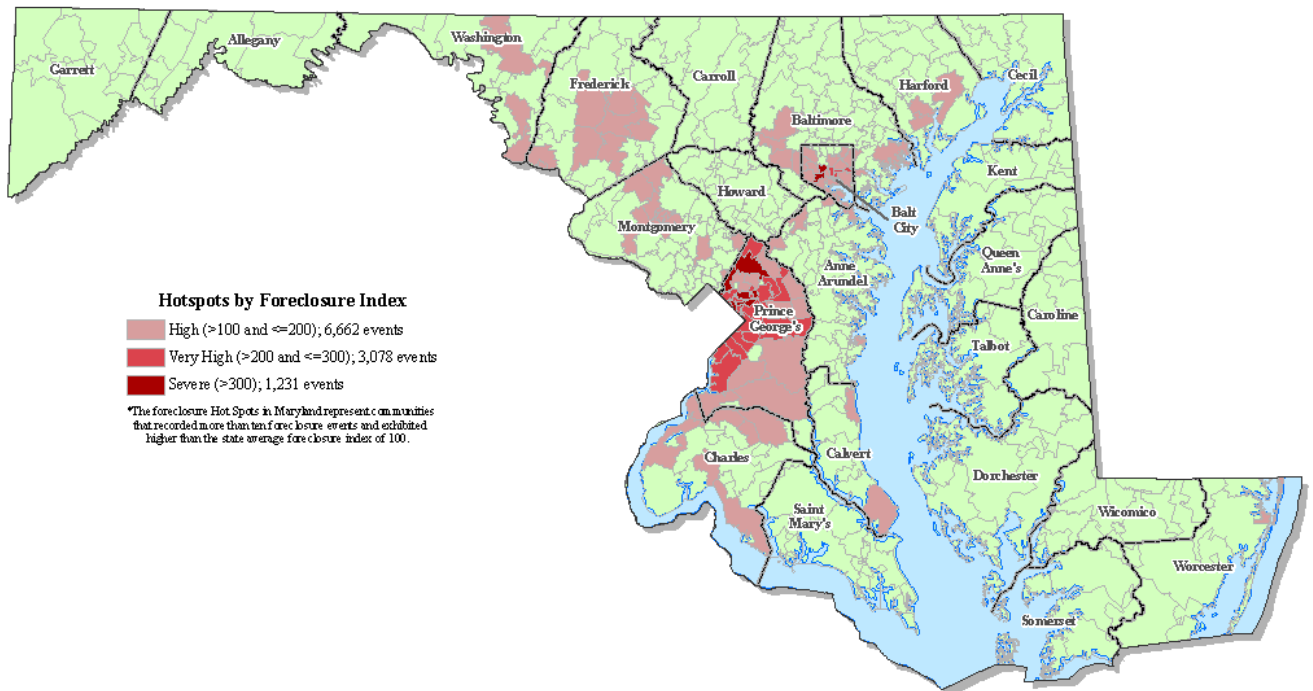 Garrett
Allegany
Washington
Frederick
Carroll
Baltimore
Harford
Cecil
Kent
Howard
Montgomery
Balt
City
Queen
Anne's
Anne
Arundel
Prince
George's
Caroline
Talbot
Charles
Calvert
Saint
Mary's
Dorchester
Wicomico
Worcester
Somerset
Hotspots by Foreclosure Index
High (>100 and <=200); 6,662 events
Very High (>200 and <=300); 3,078 events
Severe (>300); 1,231 events
*The foreclosure Hot Spots in Maryland represent communities
that recorded more than ten foreclosure events and exhibited
higher than the state average foreclosure index of 100.